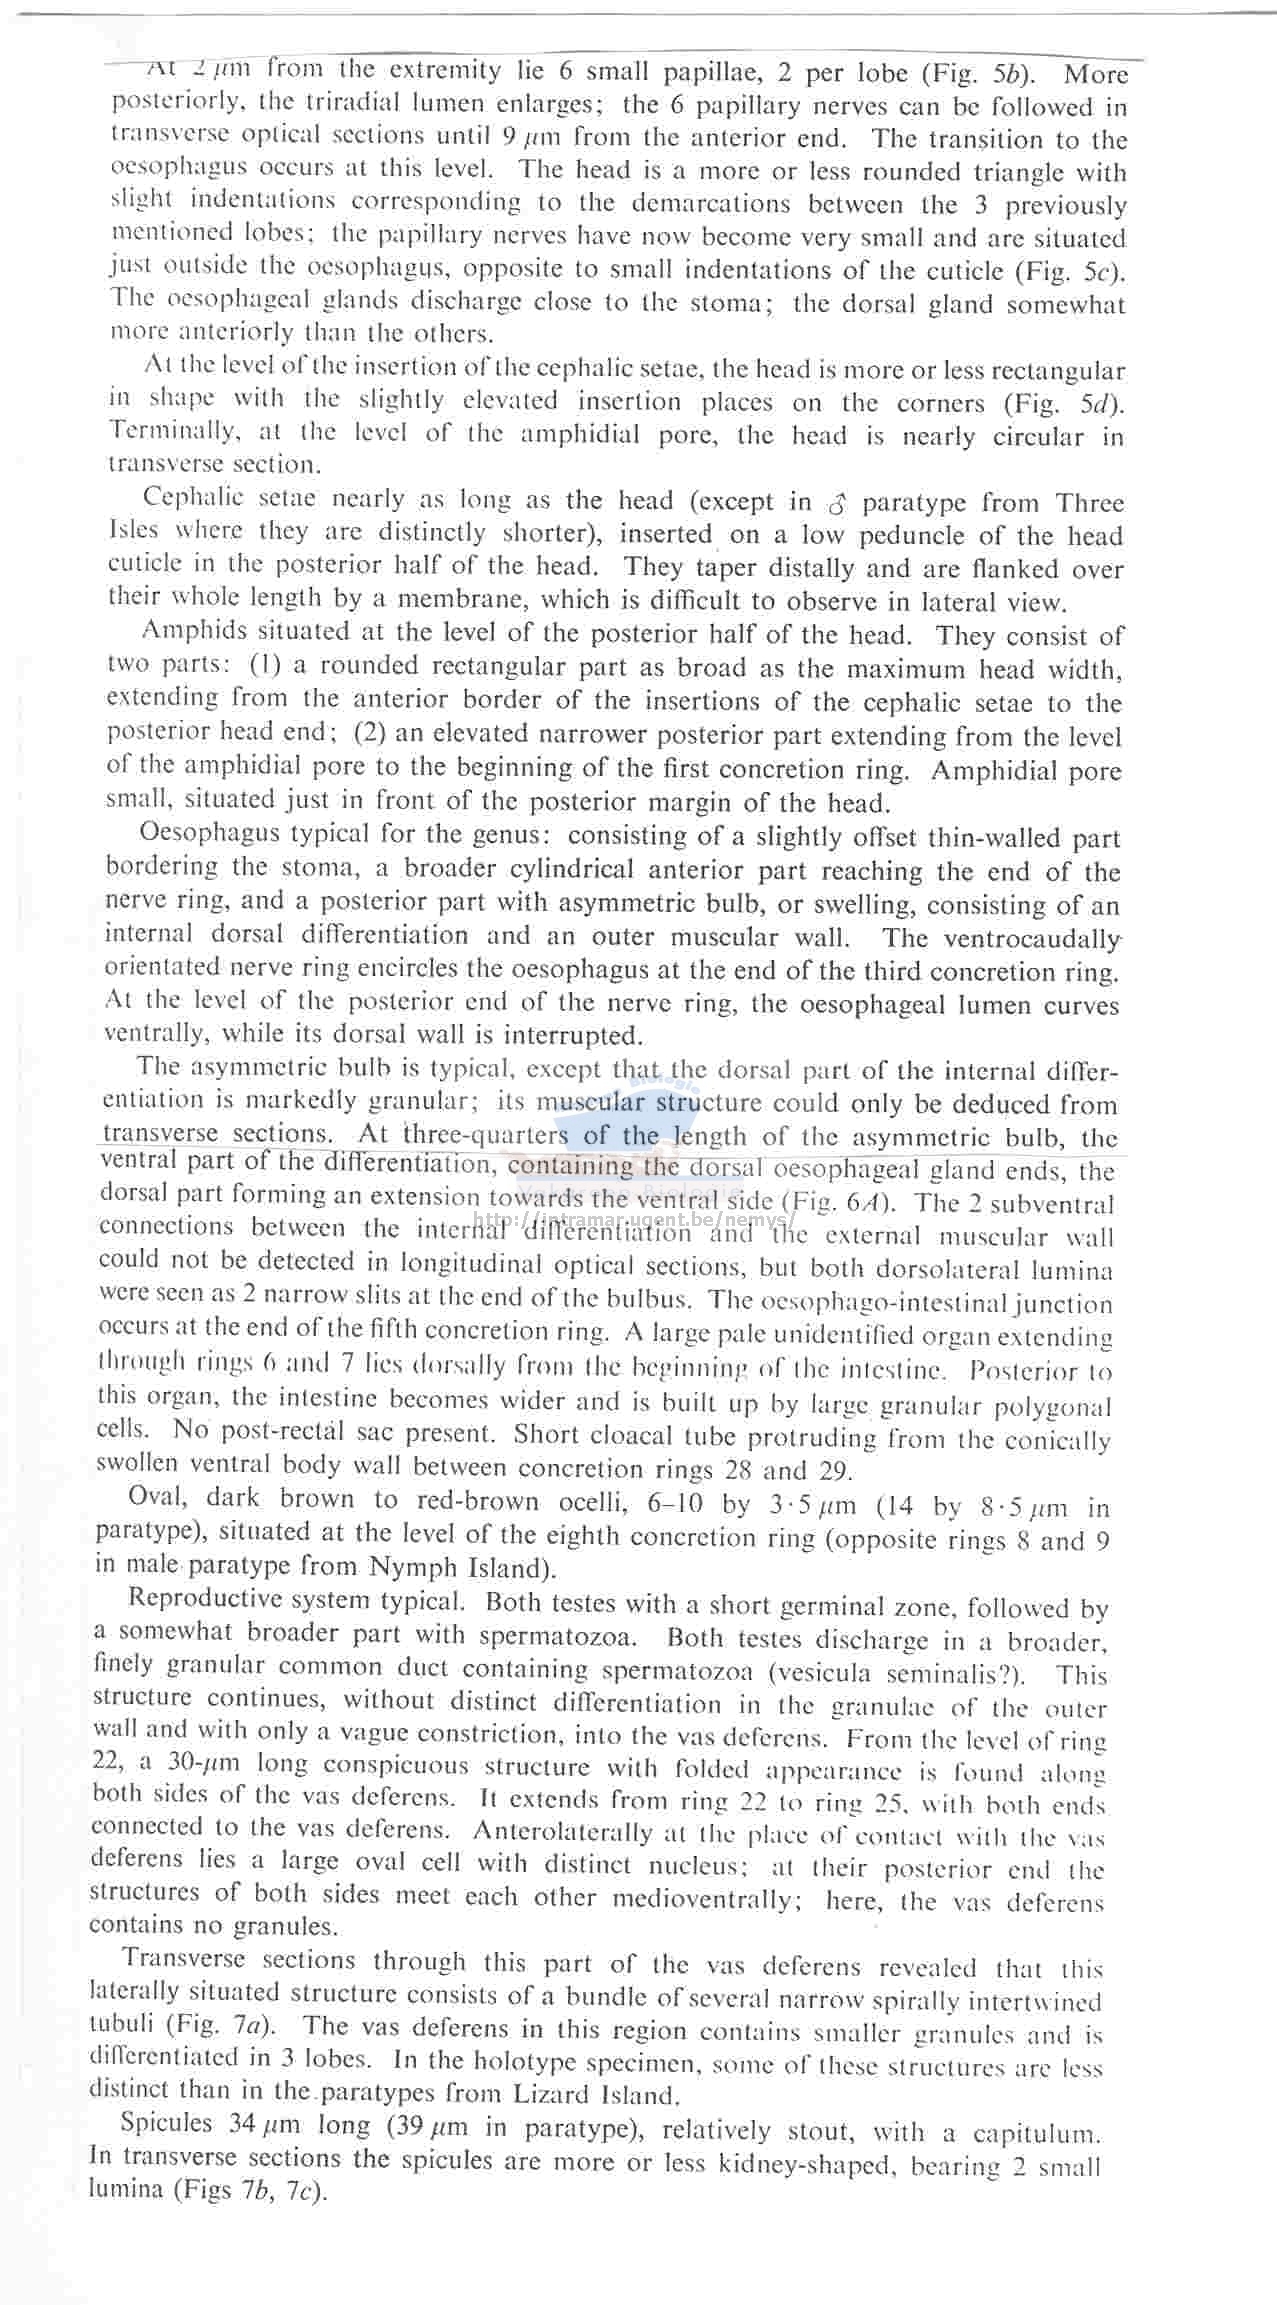 At 2 μm from the extremity lie 6 small papillae, 2 per lobe (Fig. 5b). More
posteriorly, the triradial lumen enlarges; the 6 papillary nerves can be followed in
transverse optical sections until 9 μm from the anterior end. The transition to the
oesophagus occurs at this level. The head is a more or less rounded triangle with
slight indentations corresponding to the demarcations between the 3 previously
mentioned lobes; the papillary nerves have now become very small and are situated
just outside the oesophagus, opposite to small indentations of the cuticle (Fig. 5c).
The oesophageal glands discharge close to the stoma; the dorsal gland somewhat
more anteriorly than the others.
At the level of the insertion of the cephalic setae, the head is more or less rectangular
in shape with the slightly elevated insertion places on the corners (Fig. 5d).
Terminally, at the level of the amphidial pore, the head is nearly circular in
transverse section.
Cephalic setae nearly as long as the head (except in ♂ paratype from Three
Isles where they are distinctly shorter), inserted on a low peduncle of the head
cuticle in the posterior half of the head. They taper distally and are flanked over
their whole length by a membrane, which is difficult to observe in lateral view.
Amphids situated at the level of the posterior half of the head. They consist of
two parts: (1) a rounded rectangular part as broad as the maximum head width,
extending from the anterior border of the insertions of the cephalic setae to the
posterior head end; (2) an elevated narrower posterior part extending from the level
of the amphidial pore to the beginning of the first concretion ring. Amphidial pore
small, situated just in front of the posterior margin of the head.
Oesophagus typical for the genus: consisting of a slightly offset thin-walled part
bordering the stoma, a broader cylindrical anterior part reaching the end of the
nerve ring, and a posterior part with asymmetric bulb, or swelling, consisting of an
internal dorsal differentiation and an outer muscular wall. The ventrocaudally
orientated nerve ring encircles the oesophagus at the end of the third concretion ring.
At the level of the posterior end of the nerve ring, the oesophageal lumen curves
ventrally, while its dorsal wall is interrupted.
The asymmetric bulb is typical, except that the dorsal part of the internal differ-
entiation is markedly granular; its muscular structure could only be deduced from
transverse sections. At three-quarters of the length of the asymmetric bulb, the
ventral part of the differentiation, containing the dorsal oesophageal gland ends, the
dorsal part forming an extension towards the ventral side (Fig. 6A). The 2 subventral
http://intramar.ugent.be/nemys/
connections between the internal differentiation and the external muscular wall
could not be detected in longitudinal optical sections, but both dorsolateral lumina
were seen as 2 narrow slits at the end of the bulbus. The oesophago-intestinal junction
occurs at the end of the fifth concretion ring. A large pale unidentified organ extending
through rings 6 and 7 lies dorsally from the beginning of the intestine. Posterior to
this organ, the intestine becomes wider and is built up by large granular polygonal
cells. No post-rectal sac present. Short cloacal tube protruding from the conically
swollen ventral body wall between concretion rings 28 and 29.
Oval, dark brown to red-brown ocelli, 6–10 by 3·5 μm (14 by 8·5 μm in
paratype), situated at the level of the eighth concretion ring (opposite rings 8 and 9
in male paratype from Nymph Island).
Reproductive system typical. Both testes with a short germinal zone, followed by
a somewhat broader part with spermatozoa. Both testes discharge in a broader,
finely granular common duct containing spermatozoa (vesicula seminalis?). This
structure continues, without distinct differentiation in the granulae of the outer
wall and with only a vague constriction, into the vas deferens. From the level of ring
22, a 30-μm long conspicuous structure with folded appearance is found along
both sides of the vas deferens. It extends from ring 22 to ring 25, with both ends
connected to the vas deferens. Anterolaterally at the place of contact with the vas
deferens lies a large oval cell with distinct nucleus; at their posterior end the
structures of both sides meet each other medioventrally; here, the vas deferens
contains no granules.
Transverse sections through this part of the vas deferens revealed that this
laterally situated structure consists of a bundle of several narrow spirally intertwined
tubuli (Fig. 7a). The vas deferens in this region contains smaller granules and is
differentiated in 3 lobes. In the holotype specimen, some of these structures are less
distinct than in the paratypes from Lizard Island.
Spicules 34 μm long (39 μm in paratype), relatively stout, with a capitulum.
In transverse sections the spicules are more or less kidney-shaped, bearing 2 small
lumina (Figs 7b, 7c).